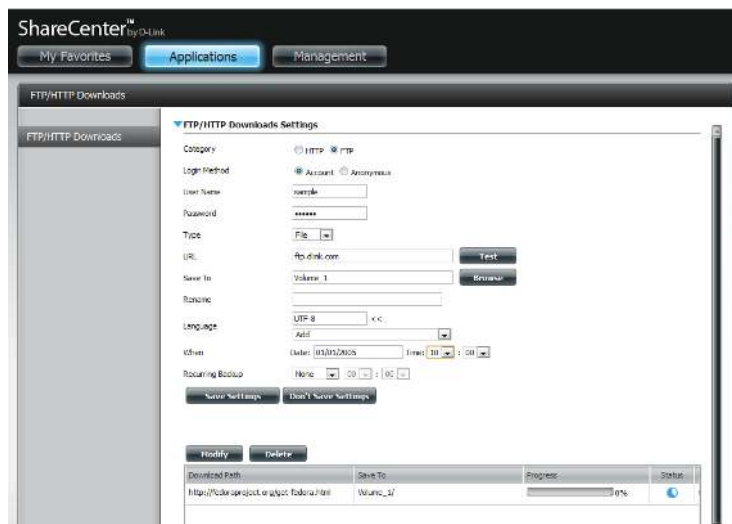 ShareCenter™ by D-Link
My Favorites Applications Management
FTP/HTTP Downloads
FTP/HTTP Downloads
FTP/HTTP Downloads Settings
Category HTTP FTP
Login Method Account Anonymous
User Name sample
Password ••••••
Type File
URL ftp.dlink.com Test
Save To Volume_1 Browse
Rename
Language UTF-8 <<
Add
When Date: 01/01/2005 Time: 10 : 00
Recurring Backup None 00 : 00
Save Settings Don't Save Settings
Modify Delete
Download Path Save To Progress Status
http://fedoraproject.org/get-fedora.html Volume_1/ 0%